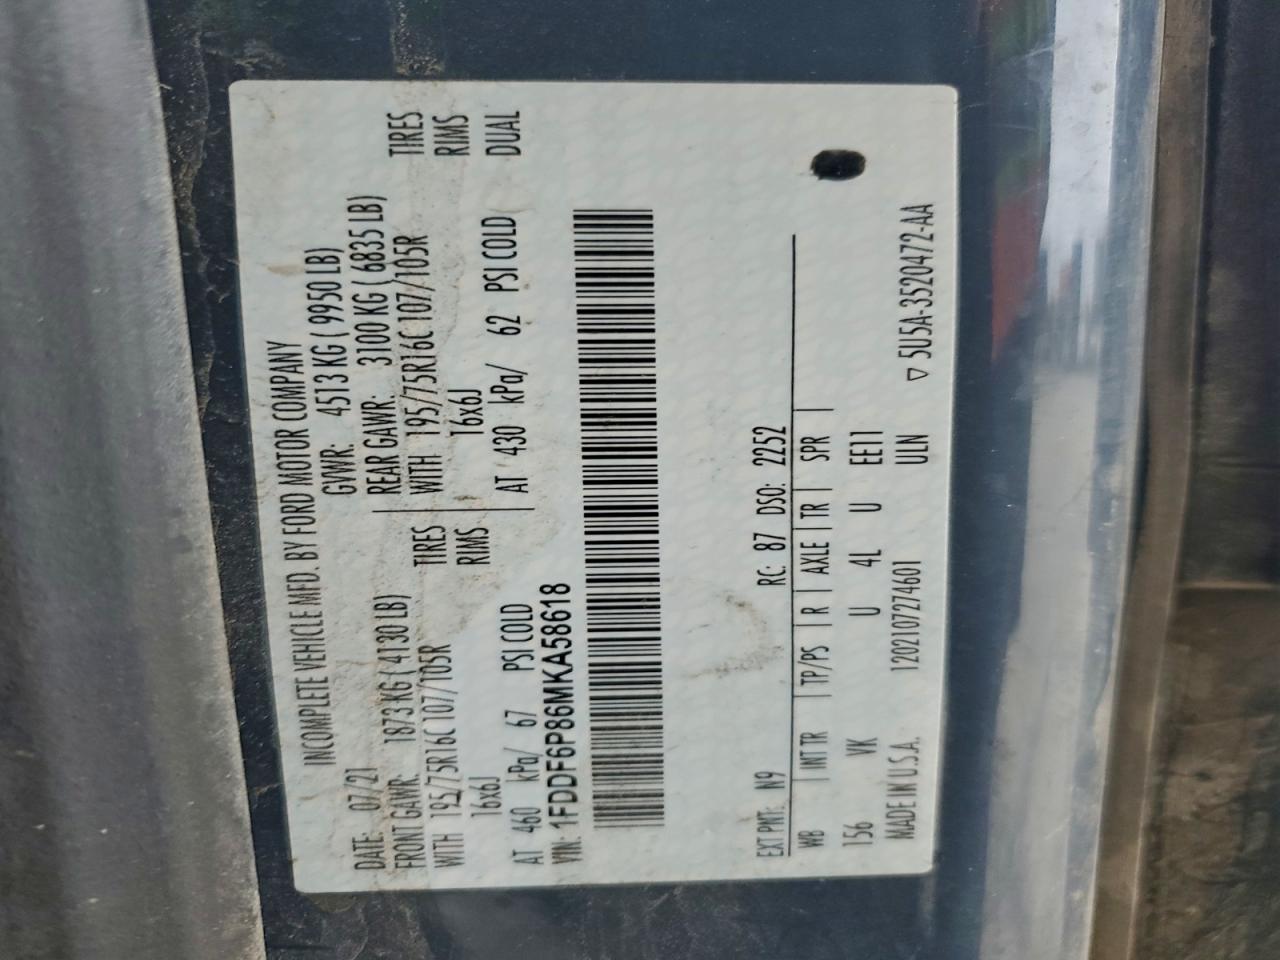 INCOMPLETE VEHICLE MFD. BY FORD MOTOR COMPANY
DATE: 07/21 GVWR: 4513 KG ( 9950 LB)
FRONT GAWR: 1873 KG ( 4130 LB) REAR GAWR: 3100 KG ( 6835 LB)
WITH 195/75R16C 107/105R TIRES WITH 195/75R16C 107/105R TIRES
16x6J RIMS 16x6J RIMS
AT 460 kPa/ 67 PSI COLD AT 430 kPa/ 62 PSI COLD DUAL
VIN: 1FDDF6P86MKA58618
EXT PNT: N9 RC: 87 DSO: 2252
WB | INT TR | TP/PS | R | AXLE | TR | SPR |
156 VK U 4L U EE11
MADE IN U.S.A. 1202107274601 ULN ▽ 5U5A-3520472-AA